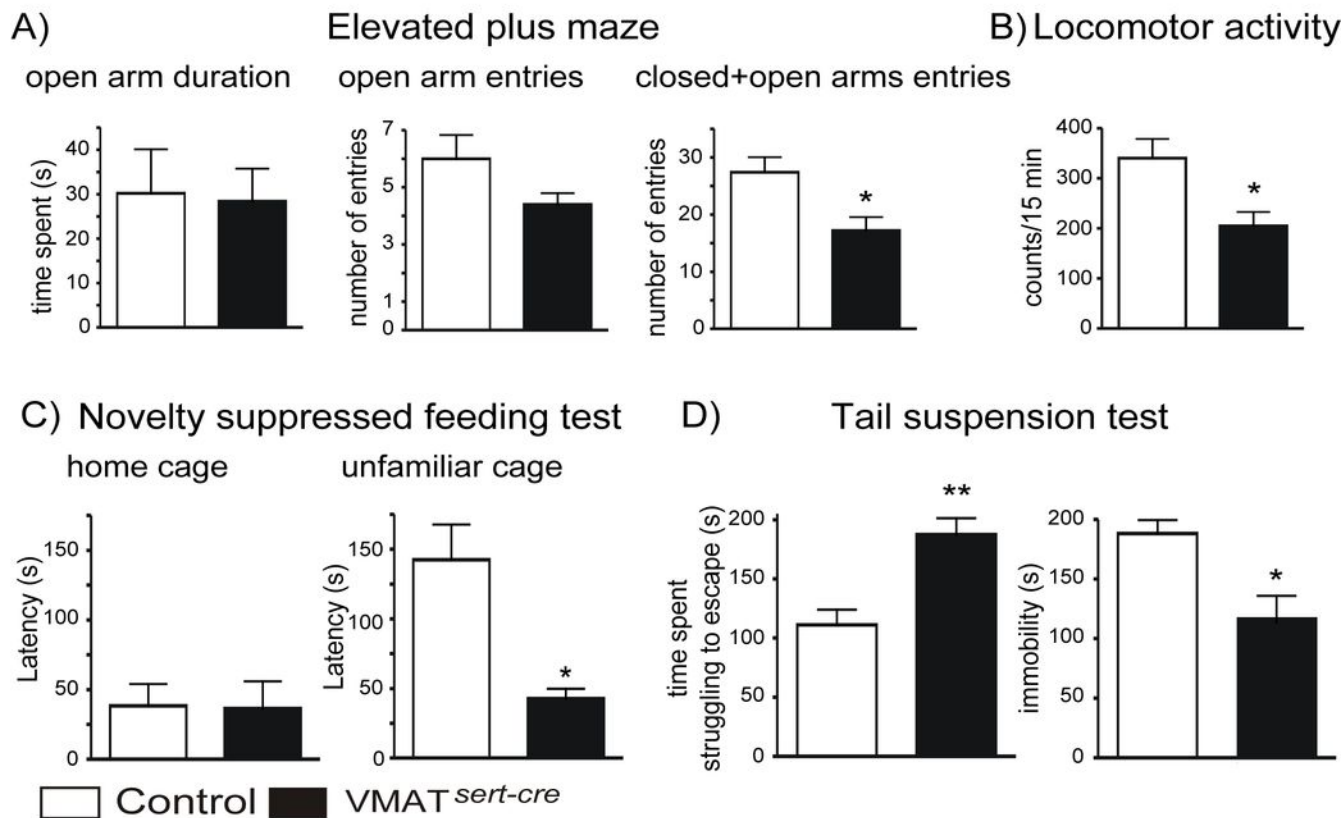 A) Elevated plus maze
B) Locomotor activity
open arm duration
open arm entries
closed+open arms entries
time spent (s)
40
30
20
10
0
number of entries
7
6
4
3
1
0
number of entries
30
20
10
0
counts/15 min
400
300
200
100
0
*
*
C) Novelty suppressed feeding test
D) Tail suspension test
home cage
unfamiliar cage
Latency (s)
150
100
50
0
Latency (s)
150
100
50
0
*
time spent
struggling to escape (s)
200
150
100
50
0
**
immobility (s)
200
150
100
50
0
*
Control
VMAT sert-cre